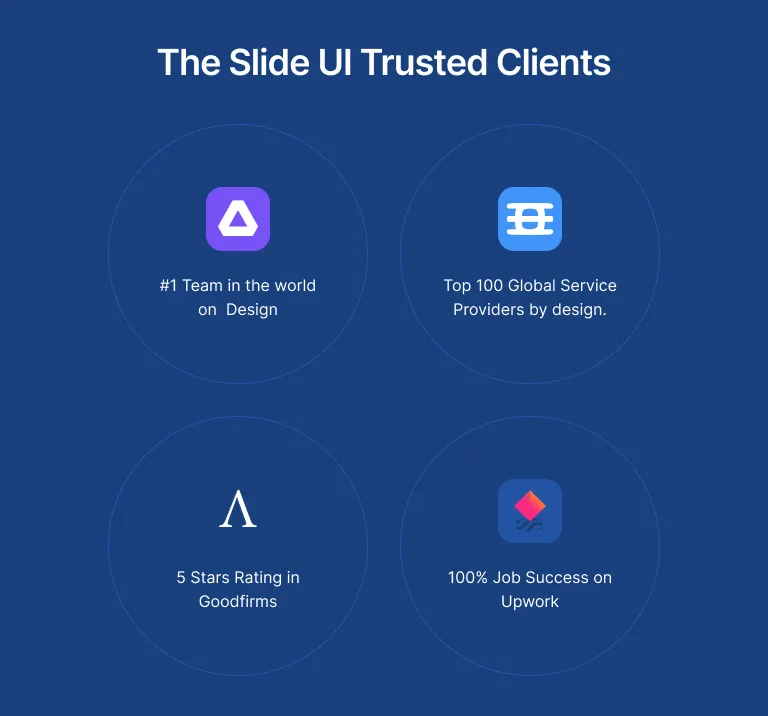 The Slide UI Trusted Clients
#1 Team in the world
on  Design
Top 100 Global Service
Providers by design.
Λ
5 Stars Rating in
Goodfirms
100% Job Success on
Upwork